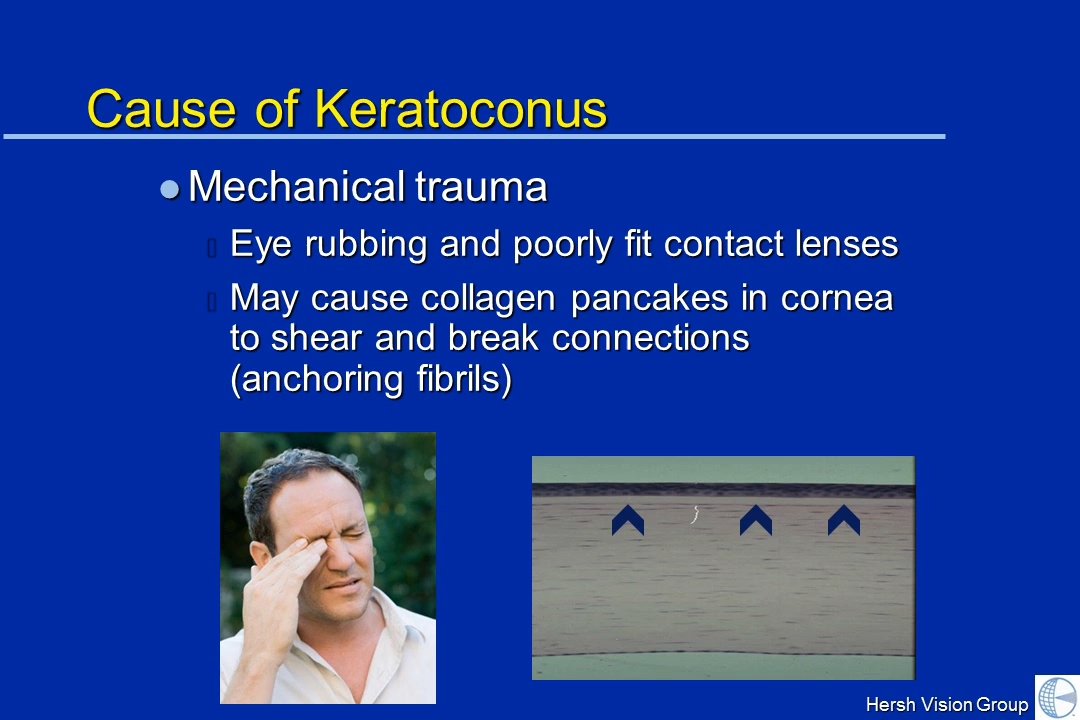 Cause of Keratoconus
Mechanical trauma
Eye rubbing and poorly fit contact lenses
May cause collagen pancakes in cornea
to shear and break connections
(anchoring fibrils)
Hersh Vision Group